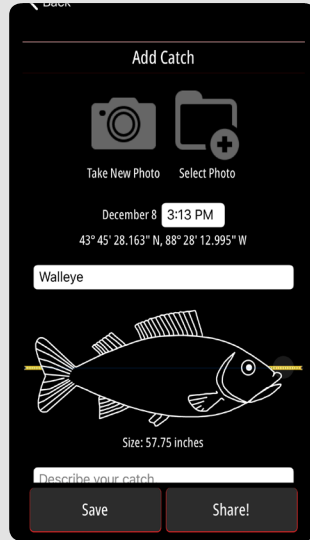 Back
Add Catch
Take New Photo Select Photo
December 8 3:13 PM
43° 45' 28.163" N, 88° 28' 12.995" W
Walleye
Size: 57.75 inches
Describe your catch
Save Share!